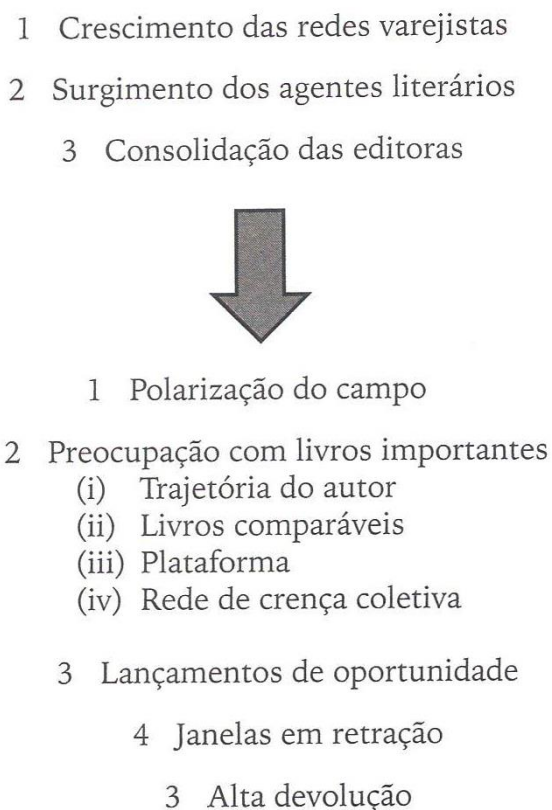 1 Crescimento das redes varejistas
2 Surgimento dos agentes literários
3 Consolidação das editoras
1 Polarização do campo
2 Preocupação com livros importantes
(i) Trajetória do autor
(ii) Livros comparáveis
(iii) Plataforma
(iv) Rede de crença coletiva
3 Lançamentos de oportunidade
4 Janelas em retração
3 Alta devolução